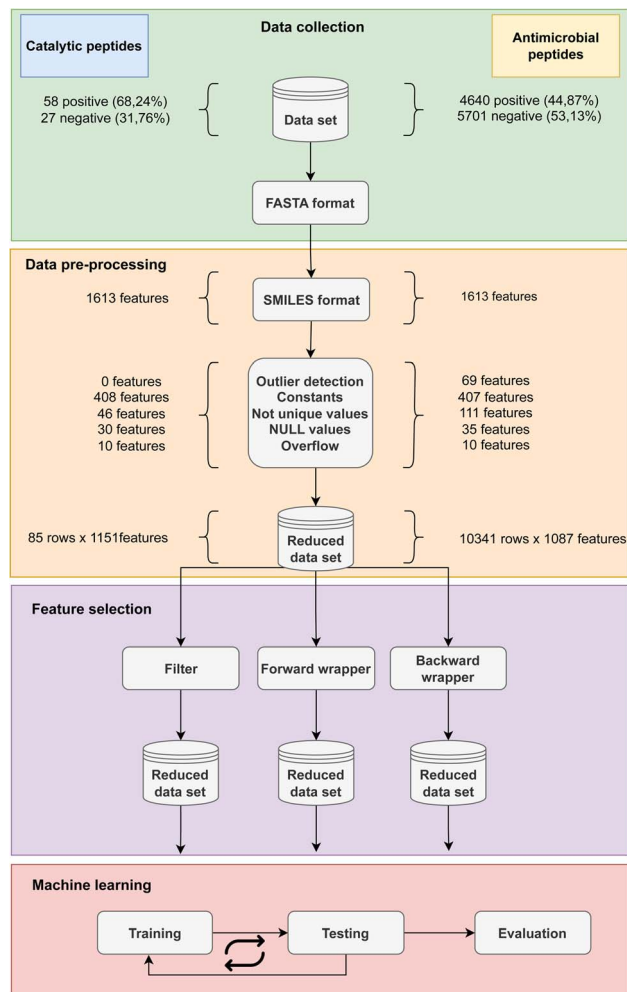 Data collection
Catalytic peptides
Antimicrobial
peptides
58 positive (68,24%)
27 negative (31,76%)
Data set
4640 positive (44,87%)
5701 negative (53,13%)
FASTA format
Data pre-processing
1613 features
SMILES format
1613 features
0 features
408 features
46 features
30 features
10 features
Outlier detection
Constants
Not unique values
NULL values
Overflow
69 features
407 features
111 features
35 features
10 features
85 rows x 1151features
Reduced
data set
10341 rows x 1087 features
Feature selection
Filter
Forward wrapper
Backward
wrapper
Reduced
data set
Reduced
data set
Reduced
data set
Machine learning
Training
Testing
Evaluation